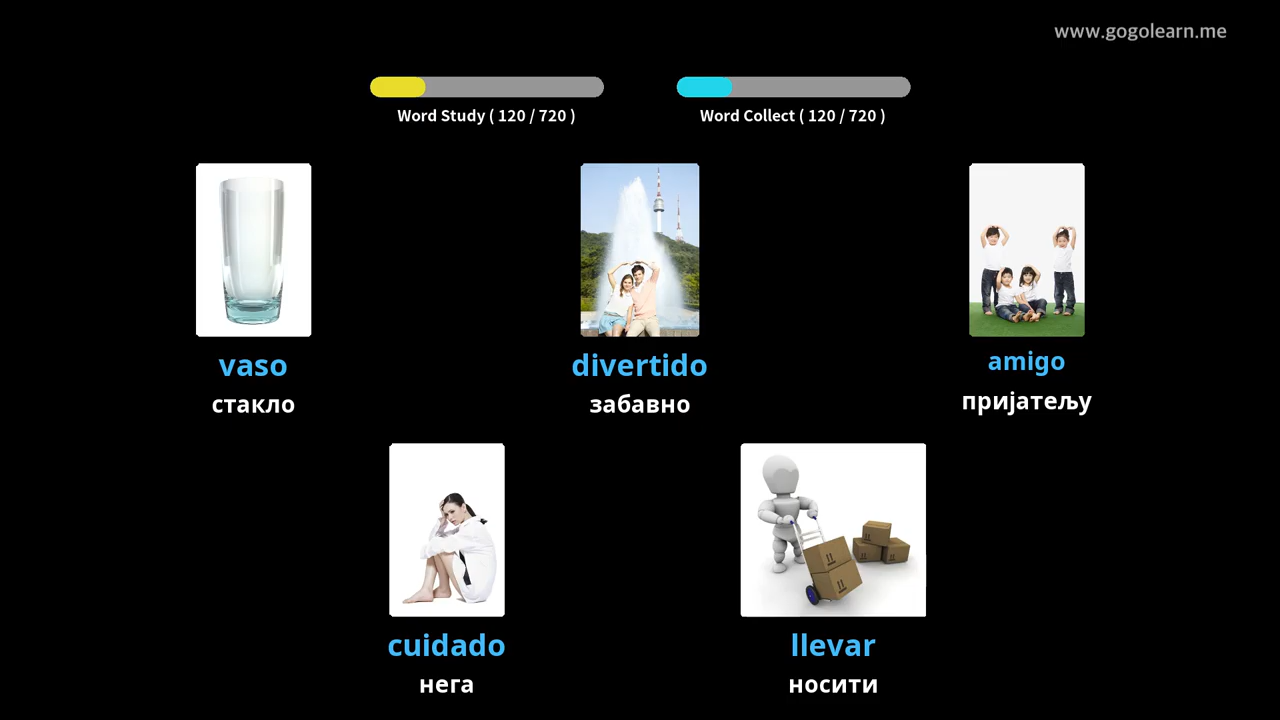 www.gogolearn.me
Word Study ( 120 / 720 )
Word Collect ( 120 / 720 )
vaso
стакло
divertido
забавно
amigo
пријатељу
cuidado
нега
llevar
носити